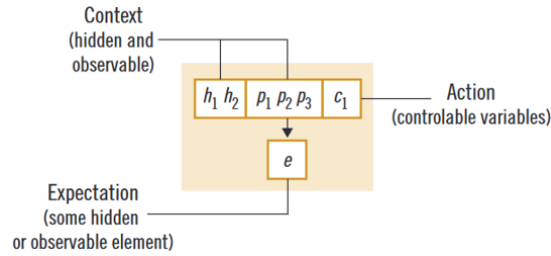 Context
(hidden and
observable)
h₁ h₂ p₁ p₂ p₃ c₁
Action
(controlable variables)
e
Expectation
(some hidden
or observable element)